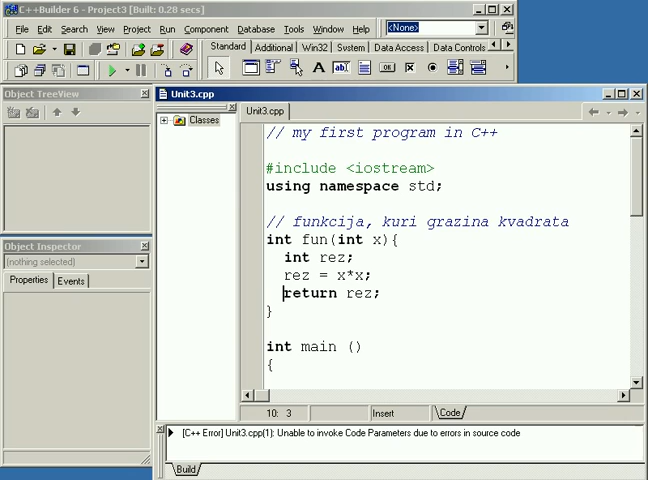 C++Builder 6 - Project3 [Built: 0.28 secs]
File Edit Search View Project Run Component Database Tools Window Help
<None>
Standard Additional Win32 System Data Access Data Controls
Object TreeView
Unit3.cpp
Classes
Unit3.cpp
// my first program in C++
#include <iostream>
using namespace std;
// funkcija, kuri grazina kvadrata
int fun(int x){
int rez;
rez = x*x;
return rez;
}
int main ()
{
Object Inspector
(nothing selected)
Properties Events
10: 3 Insert Code
[C++ Error] Unit3.cpp(1): Unable to invoke Code Parameters due to errors in source code
Build